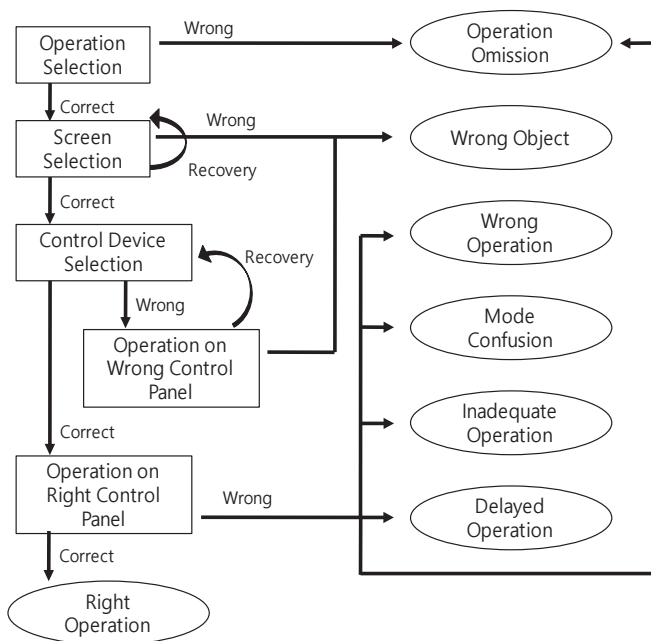 Operation
Selection
Wrong
Operation
Omission
Correct
Screen
Selection
Wrong
Recovery
Wrong Object
Correct
Control Device
Selection
Recovery
Wrong
Operation
Wrong
Operation on
Wrong Control
Panel
Mode
Confusion
Correct
Inadequate
Operation
Operation on
Right Control
Panel
Wrong
Delayed
Operation
Correct
Right
Operation